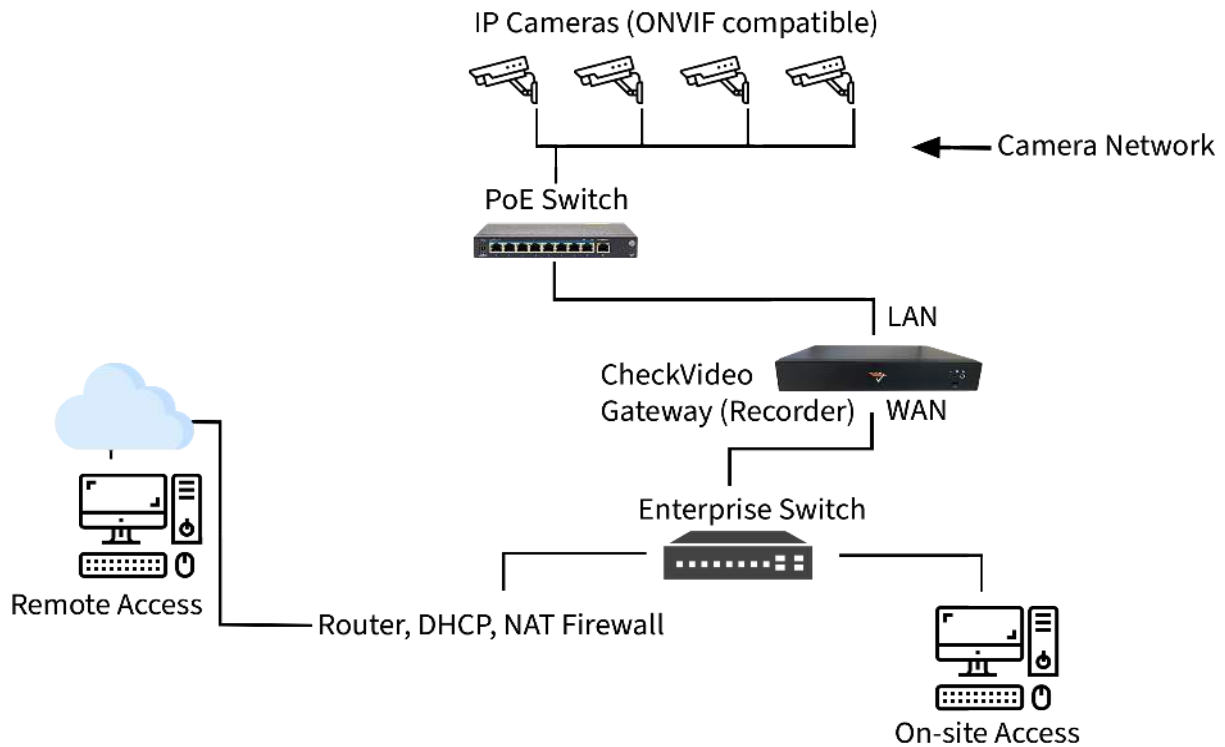 IP Cameras (ONVIF compatible)
Camera Network
PoE Switch
LAN
CheckVideo
Gateway (Recorder)
WAN
Enterprise Switch
Remote Access
Router, DHCP, NAT Firewall
On-site Access